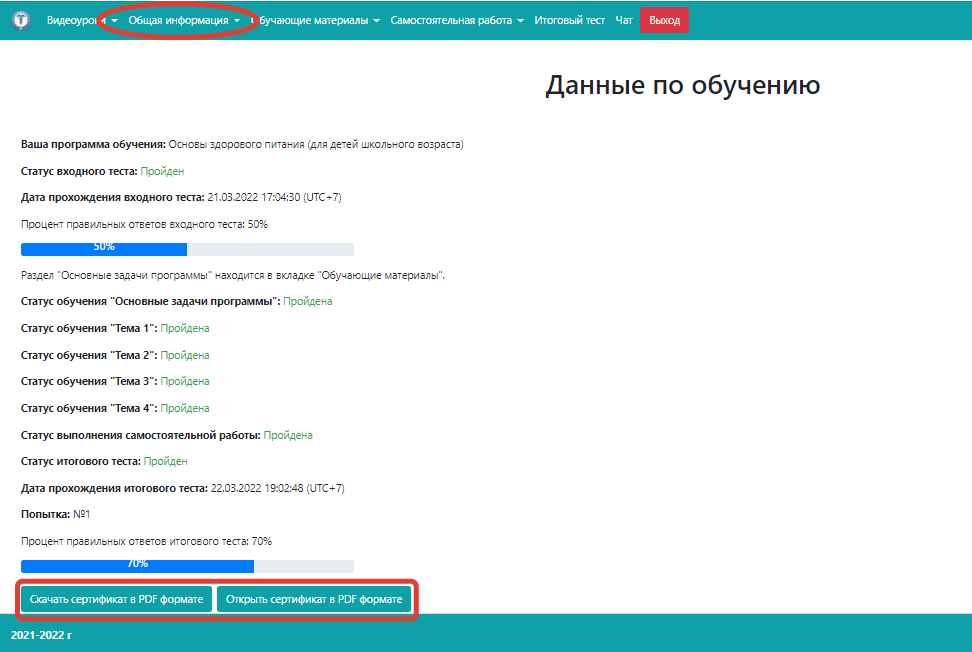 Видеоуроки Общая информация Обучающие материалы Самостоятельная работа Итоговый тест Чат Выход
Данные по обучению
Ваша программа обучения: Основы здорового питания (для детей школьного возраста)
Статус входного теста: Пройден
Дата прохождения входного теста: 21.03.2022 17:04:30 (UTC+7)
Процент правильных ответов входного теста: 50%
50%
Раздел "Основные задачи программы" находится в вкладке "Обучающие материалы".
Статус обучения "Основные задачи программы": Пройдена
Статус обучения "Тема 1": Пройдена
Статус обучения "Тема 2": Пройдена
Статус обучения "Тема 3": Пройдена
Статус обучения "Тема 4": Пройдена
Статус выполнения самостоятельной работы: Пройдена
Статус итогового теста: Пройден
Дата прохождения итогового теста: 22.03.2022 19:02:48 (UTC+7)
Попытка: №1
Процент правильных ответов итогового теста: 70%
70%
Скачать сертификат в PDF формате Открыть сертификат в PDF формате
2021-2022 г